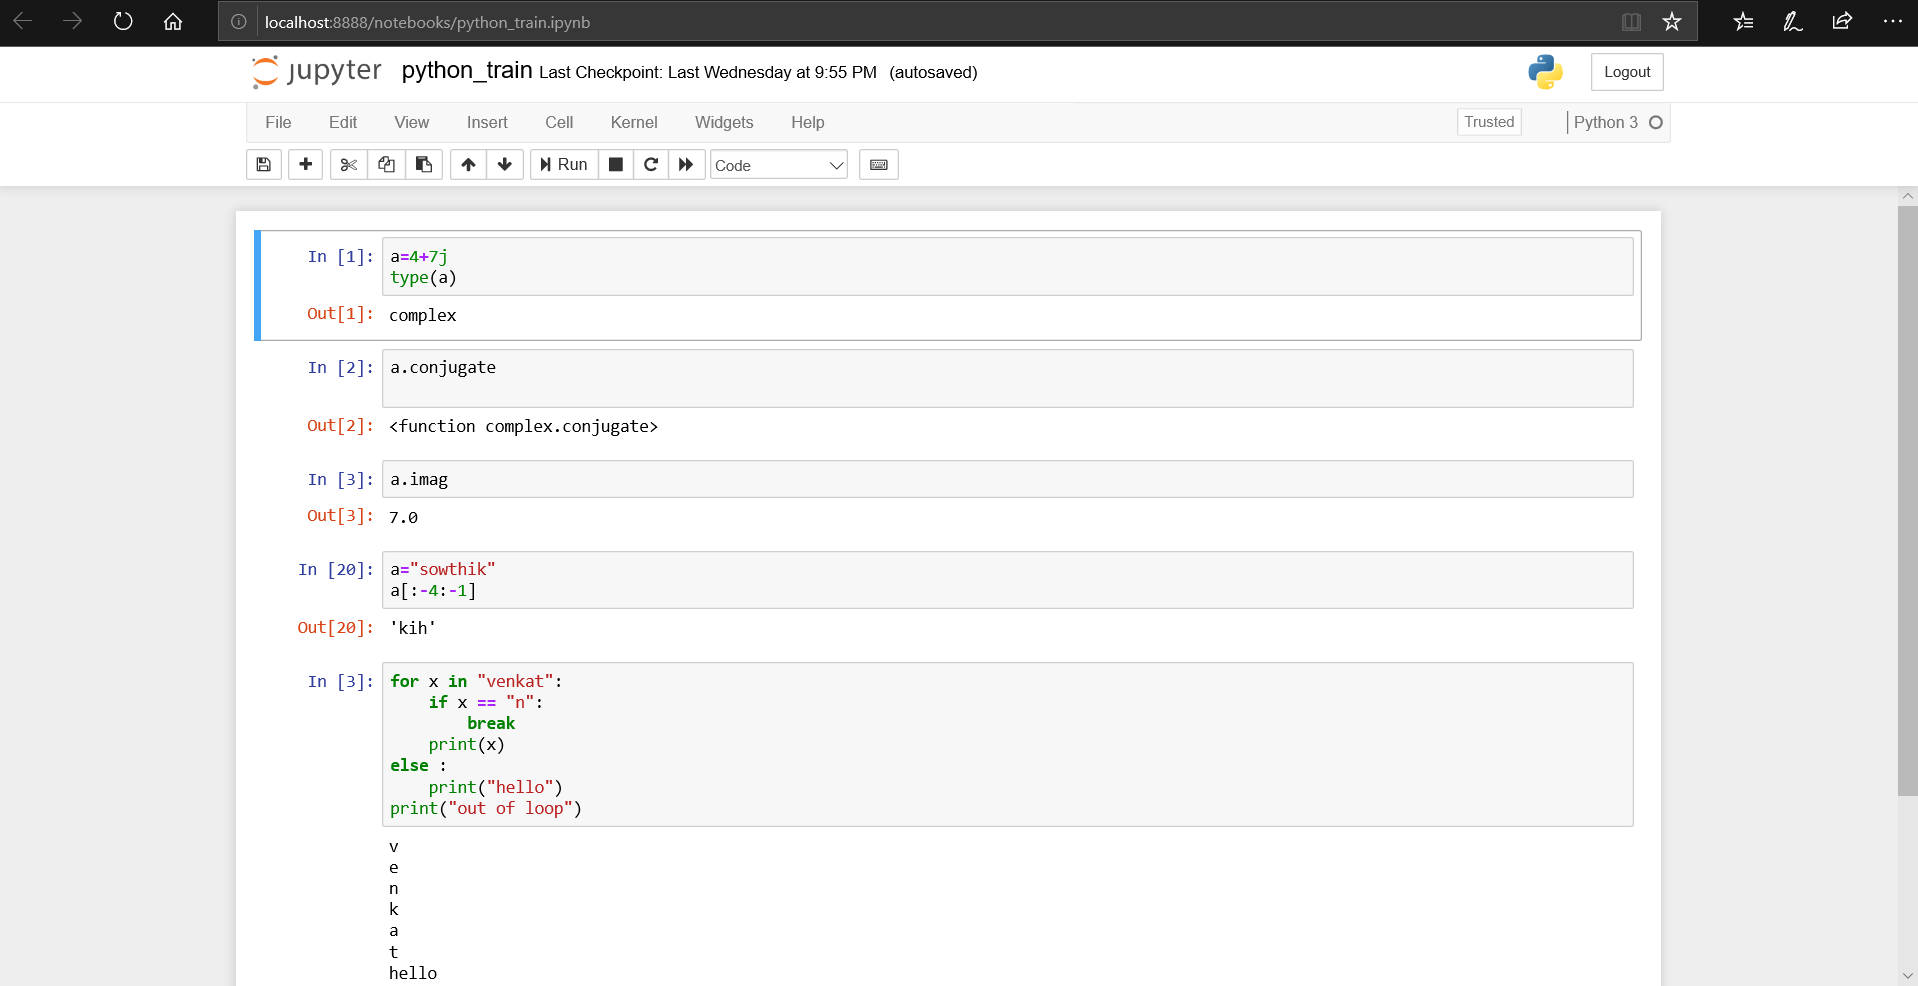 localhost:8888/notebooks/python_train.ipynb
jupyter python_train Last Checkpoint: Last Wednesday at 9:55 PM (autosaved)
Logout
File Edit View Insert Cell Kernel Widgets Help
Trusted
Python 3
Run
Code
In [1]: a=4+7j
type(a)
Out[1]: complex
In [2]: a.conjugate
Out[2]: <function complex.conjugate>
In [3]: a.imag
Out[3]: 7.0
In [20]: a="sowthik"
a[:-4:-1]
Out[20]: 'kih'
In [3]: for x in "venkat":
    if x == "n":
        break
    print(x)
else :
    print("hello")
print("out of loop")
v
e
n
k
a
t
hello